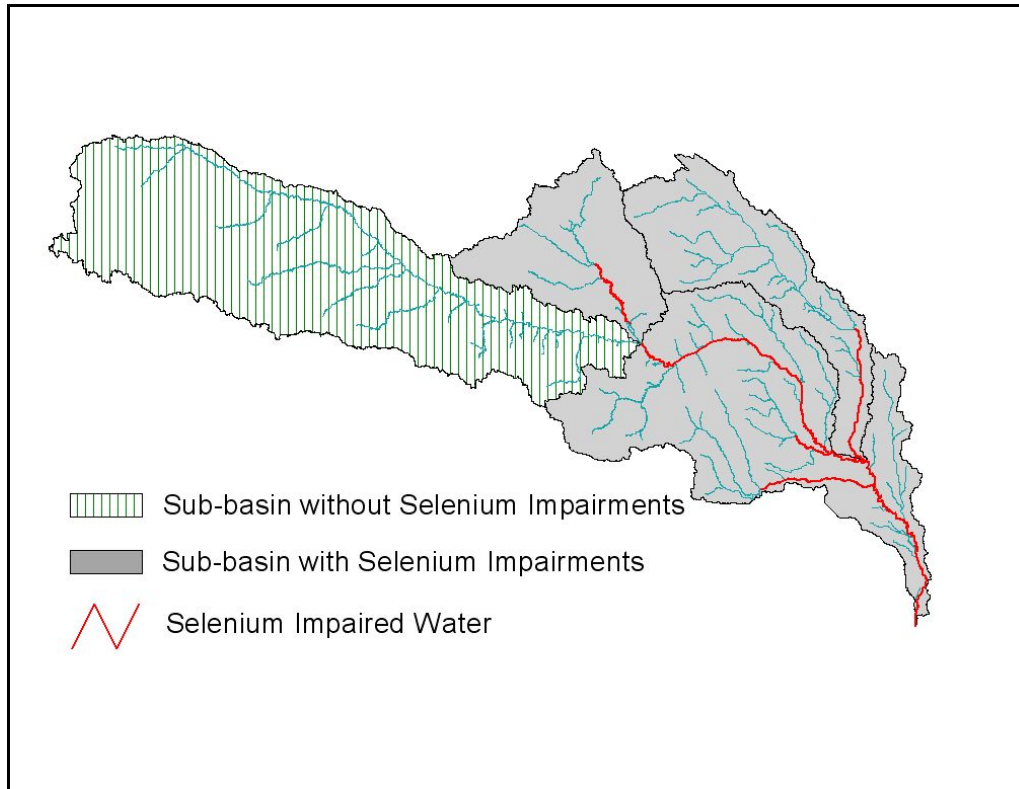 Sub-basin without Selenium Impairments
Sub-basin with Selenium Impairments
Selenium Impaired Water